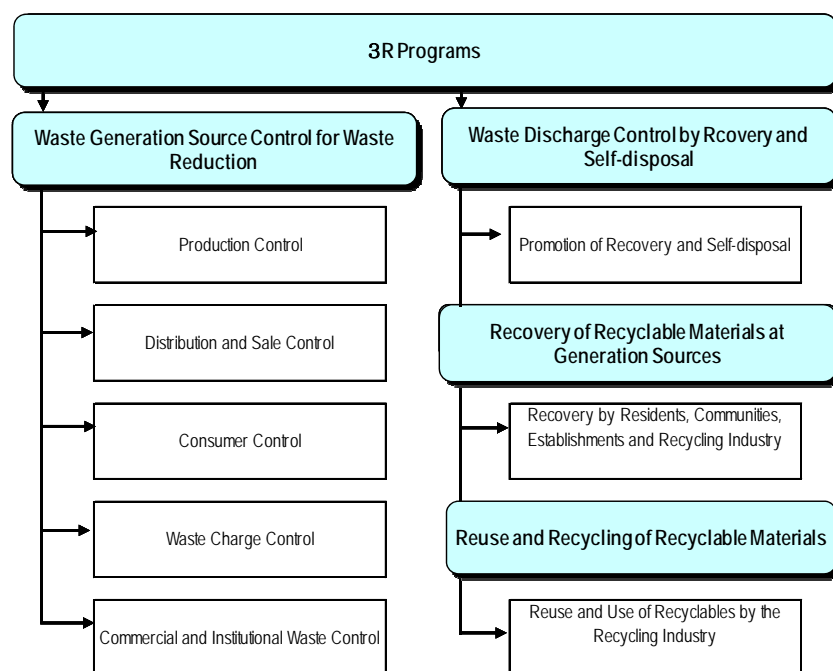 3R Programs
Waste Generation Source Control for Waste
Reduction
Production Control
Distribution and Sale Control
Consumer Control
Waste Charge Control
Commercial and Institutional Waste Control
Waste Discharge Control by Rcovery and
Self-disposal
Promotion of Recovery and Self-disposal
Recovery of Recyclable Materials at
Generation Sources
Recovery by Residents, Communities,
Establishments and Recycling Industry
Reuse and Recycling of Recyclable Materials
Reuse and Use of Recyclables by the
Recycling Industry